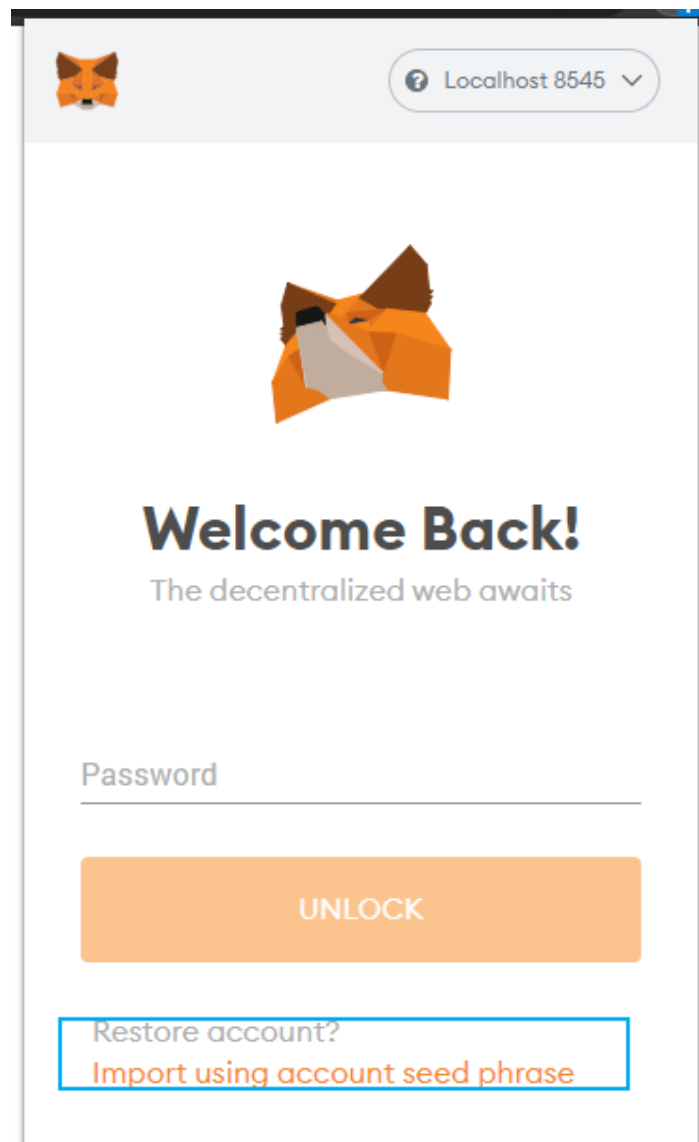 Localhost 8545
Welcome Back!
The decentralized web awaits
Password
UNLOCK
Restore account?
Import using account seed phrase